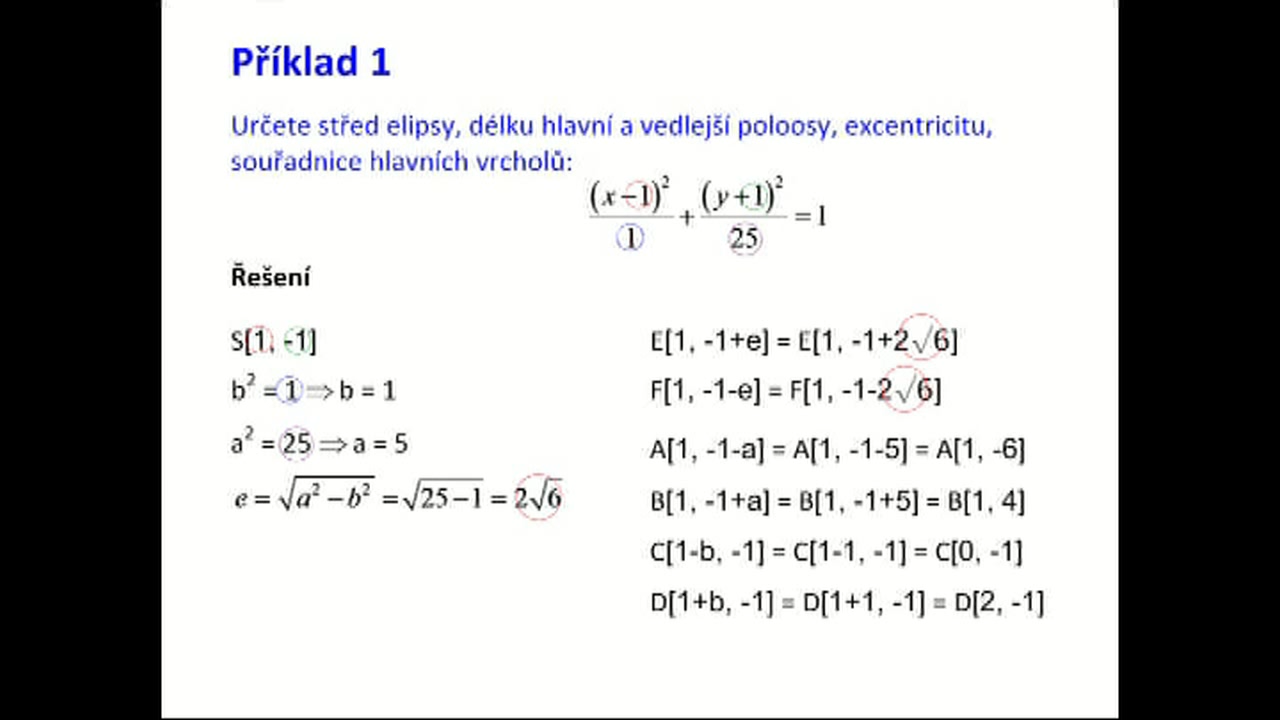 Příklad 1
Určete střed elipsy, délku hlavní a vedlejší poloosy, excentricitu,
souřadnice hlavních vrcholů:
(x−1)²/1 + (y+1)²/25 = 1
Řešení
S[1, -1]
b² = 1 ⇒ b = 1
a² = 25 ⇒ a = 5
e = √(a² − b²) = √(25−1) = 2√6
E[1, -1+e] = E[1, -1+2√6]
F[1, -1-e] = F[1, -1-2√6]
A[1, -1-a] = A[1, -1-5] = A[1, -6]
B[1, -1+a] = B[1, -1+5] = B[1, 4]
C[1-b, -1] = C[1-1, -1] = C[0, -1]
D[1+b, -1] = D[1+1, -1] = D[2, -1]